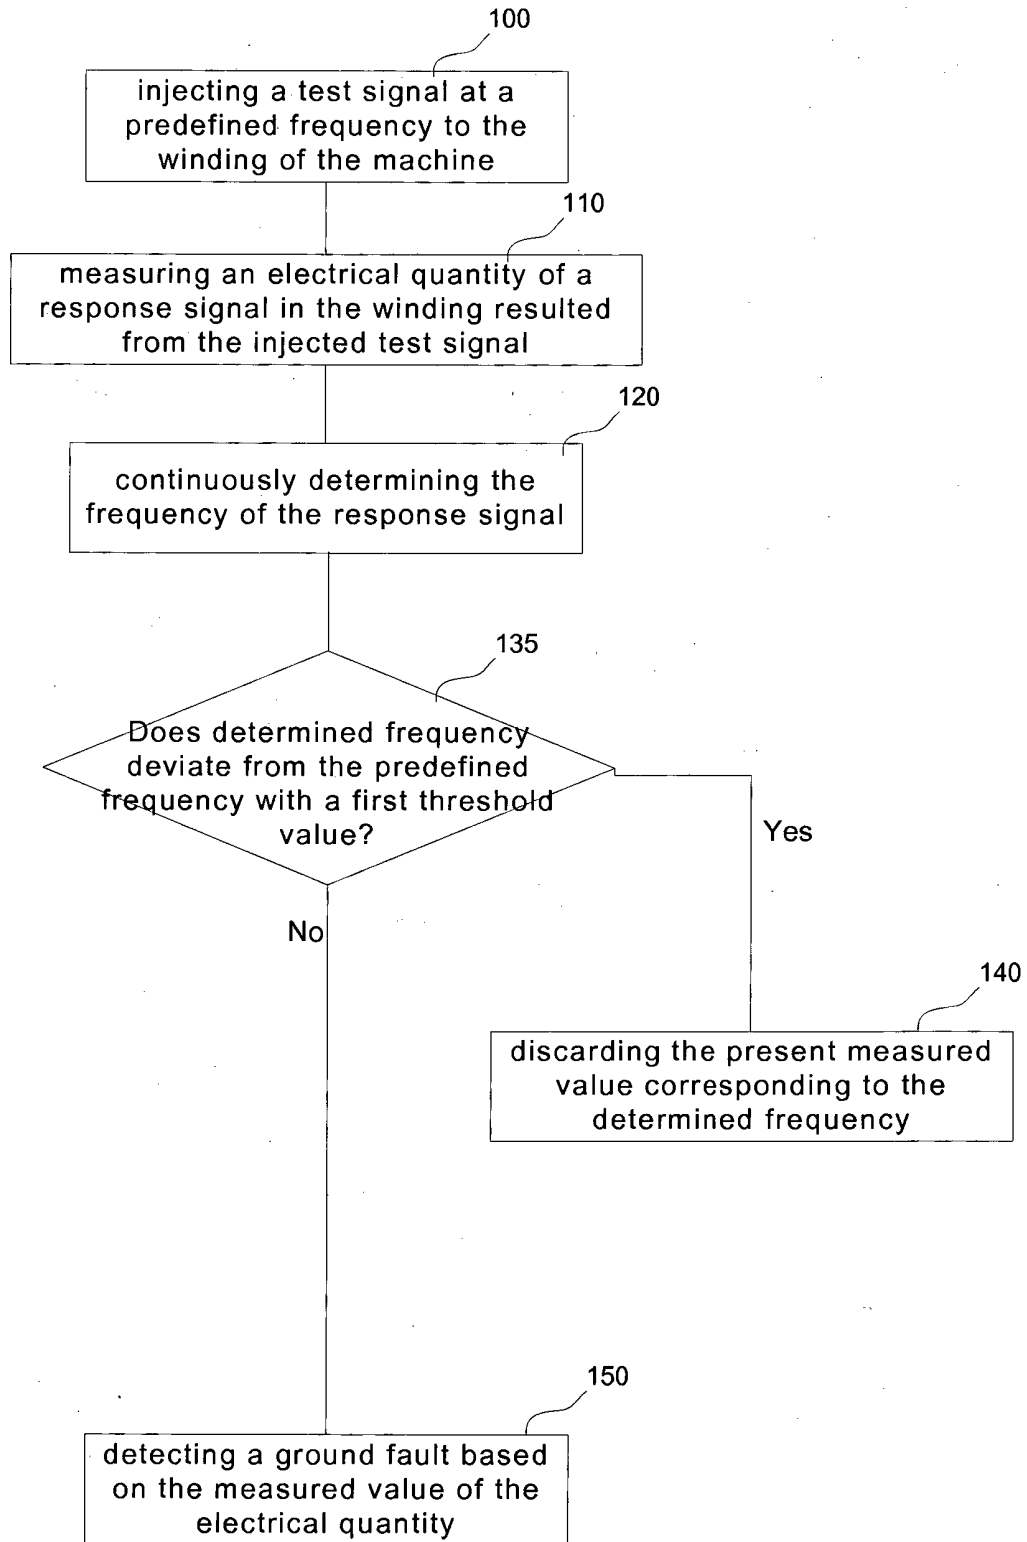 100
injecting a test signal at a
predefined frequency to the
winding of the machine
110
measuring an electrical quantity of a
response signal in the winding resulted
from the injected test signal
120
continuously determining the
frequency of the response signal
135
Does determined frequency
deviate from the predefined
frequency with a first threshold
value?
Yes
No
140
discarding the present measured
value corresponding to the
determined frequency
150
detecting a ground fault based
on the measured value of the
electrical quantity